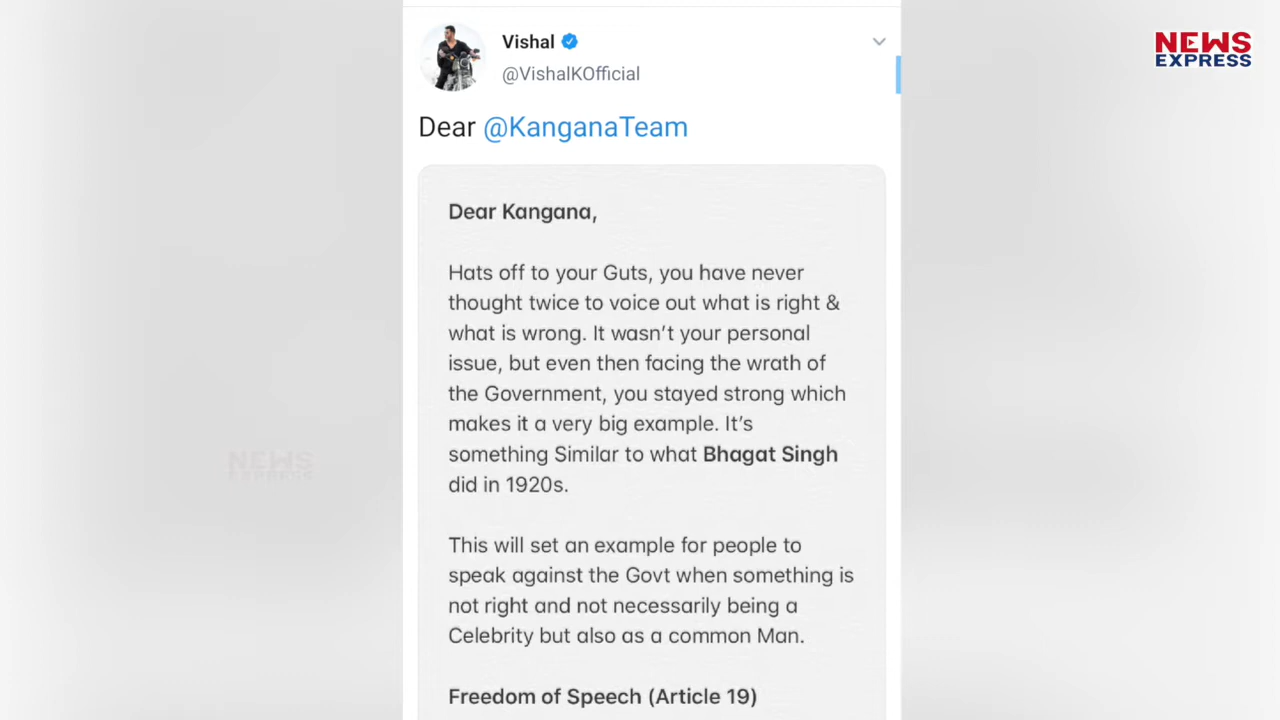 Vishal
@VishalKOfficial
NEWS
EXPRESS
Dear @KanganaTeam
Dear Kangana,
Hats off to your Guts, you have never
thought twice to voice out what is right &
what is wrong. It wasn't your personal
issue, but even then facing the wrath of
the Government, you stayed strong which
makes it a very big example. It's
something Similar to what Bhagat Singh
did in 1920s.
This will set an example for people to
speak against the Govt when something is
not right and not necessarily being a
Celebrity but also as a common Man.
Freedom of Speech (Article 19)
NEWS
EXPRESS